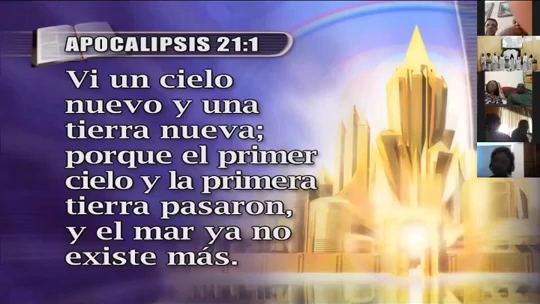 APOCALIPSIS 21:1
Vi un cielo
nuevo y una
tierra nueva;
porque el primer
cielo y la primera
tierra pasaron,
y el mar ya no
existe más.